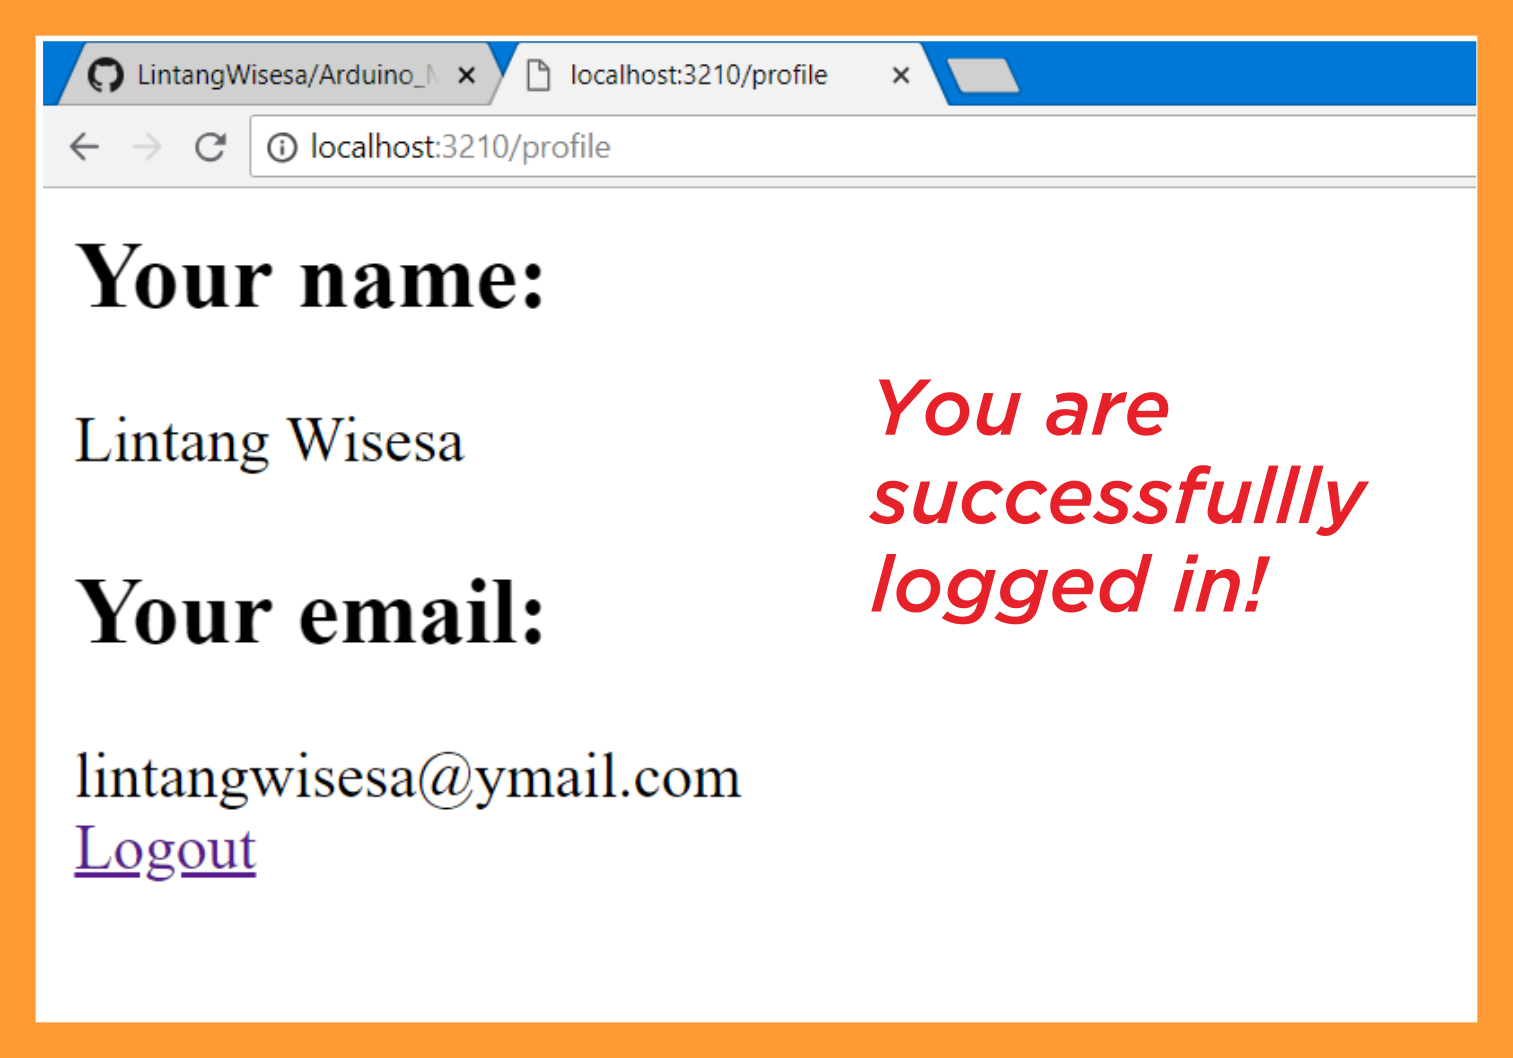 LintangWisesa/Arduino_
localhost:3210/profile
localhost:3210/profile
Your name:
Lintang Wisesa
You are
successfullly
logged in!
Your email:
lintangwisesa@ymail.com
Logout